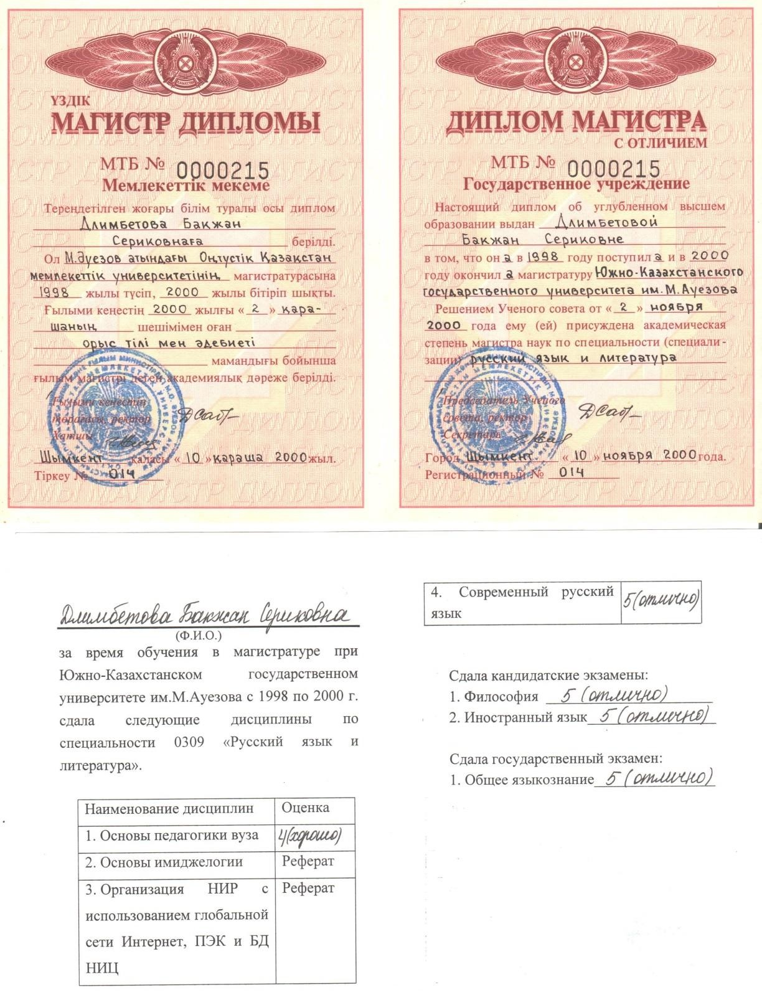 ҮЗДІК
МАГИСТР ДИПЛОМЫ
МТБ № 0000215
Мемлекеттік мекеме
Тереңдетілген жоғары білім туралы осы диплом
Длимбетова Бакжан
Сериковнаға берілді.
Ол М.Әуезов атындағы Оңтүстік Қазақстан
мемлекеттік университетінің магистратурасына
1998 жылы түсіп, 2000 жылы бітіріп шықты.
Ғылыми кеңестің 2000 жылғы « 2 » қара-
шаның шешімімен оған
орыс тілі мен әдебиеті
мамандығы бойынша
ғылым магистрі деген академиялық дәреже берілді.
Ғылыми кеңестің
төрағасы, ректор
Хатшы
Шымкент қаласы « 10 » қараша 2000 жыл.
Тіркеу № 014
ДИПЛОМ МАГИСТРА
С ОТЛИЧИЕМ
МТБ № 0000215
Государственное учреждение
Настоящий диплом об углубленном высшем
образовании выдан Длимбетовой
Бакжан Сериковне
в том, что он а в 1998 году поступил а и в 2000
году окончил а магистратуру Южно-Казахстанского
государственного университета им. М. Ауезова
Решением Ученого совета от « 2 » ноября
2000 года ему (ей) присуждена академическая
степень магистра наук по специальности (специали-
зации) русский язык и литература
Председатель Ученого
совета, ректор
Секретарь
Город Шымкент « 10 » ноября 2000 года.
Регистрационный № 014
Длимбетова Бакжан Сериковна
(Ф.И.О.)
за время обучения в магистратуре при
Южно-Казахстанском государственном
университете им.М.Ауезова с 1998 по 2000 г.
сдала следующие дисциплины по
специальности 0309 «Русский язык и
литература».
Наименование дисциплин Оценка
1. Основы педагогики вуза 4(хорошо)
2. Основы имиджелогии Реферат
3. Организация НИР с Реферат
использованием глобальной
сети Интернет, ПЭК и БД
НИЦ
4. Современный русский 5(отлично)
язык
Сдала кандидатские экзамены:
1. Философия 5 (отлично)
2. Иностранный язык 5 (отлично)
Сдала государственный экзамен:
1. Общее языкознание 5 (отлично)